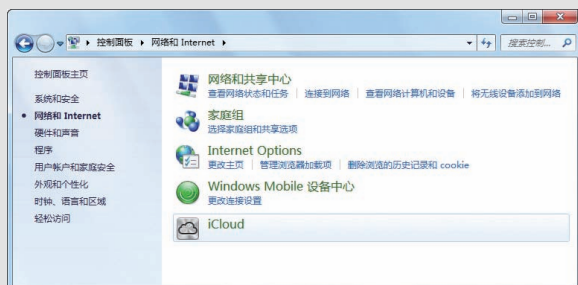 控制面板 网络和 Internet
搜索控制...
控制面板主页
系统和安全
网络和 Internet
硬件和声音
程序
用户帐户和家庭安全
外观和个性化
时钟、语言和区域
轻松访问
网络和共享中心
查看网络状态和任务 连接到网络 查看网络计算机和设备 将无线设备添加到网络
家庭组
选择家庭组和共享选项
Internet Options
更改主页 管理浏览器加载项 删除浏览的历史记录和 cookie
Windows Mobile 设备中心
更改连接设置
iCloud